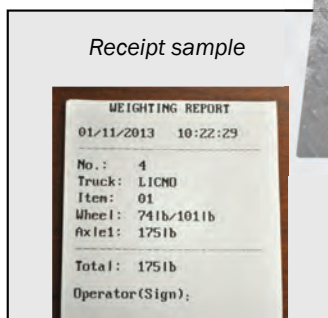 Receipt sample
WEIGHTING REPORT
01/11/2013 10:22:29
No.: 4
Truck: LICNO
Item: 01
Wheel: 74lb/101lb
Axle1: 175lb
Total: 175lb
Operator(Sign):